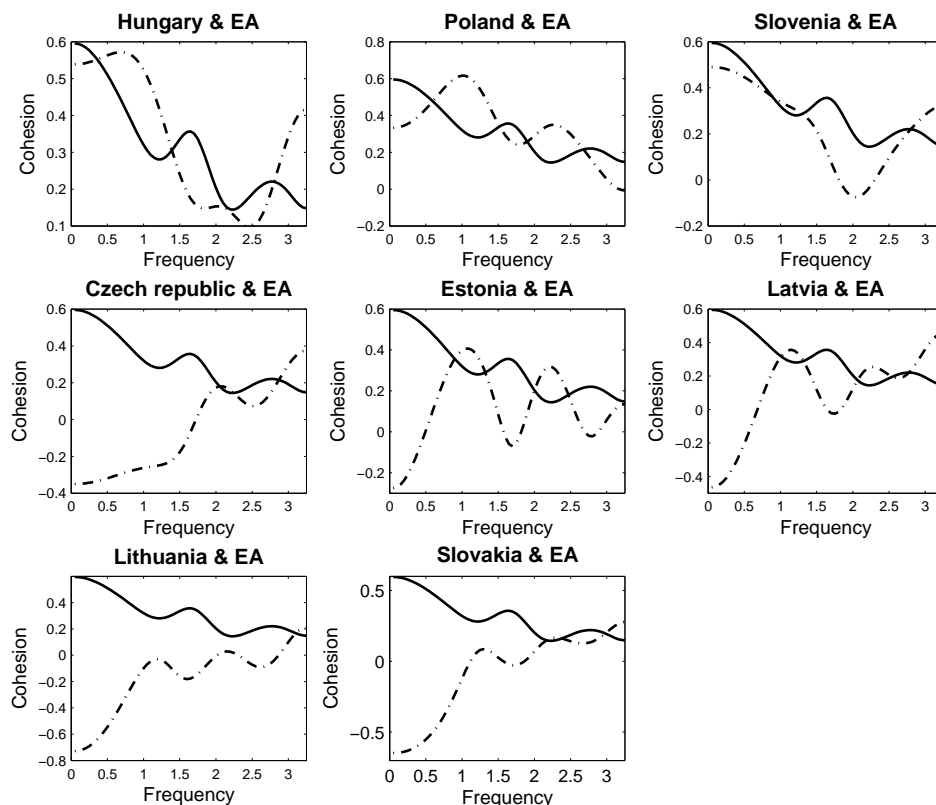 Hungary & EA
0.6
0.5
0.4
0.3
0.2
0.1
0 0.5 1 1.5 2 2.5 3
Cohesion
Frequency
Poland & EA
0.8
0.6
0.4
0.2
0
−0.2
0 0.5 1 1.5 2 2.5 3
Cohesion
Frequency
Slovenia & EA
0.6
0.4
0.2
0
−0.2
0 0.5 1 1.5 2 2.5 3
Cohesion
Frequency
Czech republic & EA
0.6
0.4
0.2
0
−0.2
−0.4
0 0.5 1 1.5 2 2.5 3
Cohesion
Frequency
Estonia & EA
0.6
0.4
0.2
0
−0.2
0 0.5 1 1.5 2 2.5 3
Cohesion
Frequency
Latvia & EA
0.6
0.4
0.2
0
−0.2
−0.4
0 0.5 1 1.5 2 2.5 3
Cohesion
Frequency
Lithuania & EA
0.4
0.2
0
−0.2
−0.4
−0.6
−0.8
0 0.5 1 1.5 2 2.5 3
Cohesion
Frequency
Slovakia & EA
0.5
0
−0.5
0 0.5 1 1.5 2 2.5 3
Cohesion
Frequency